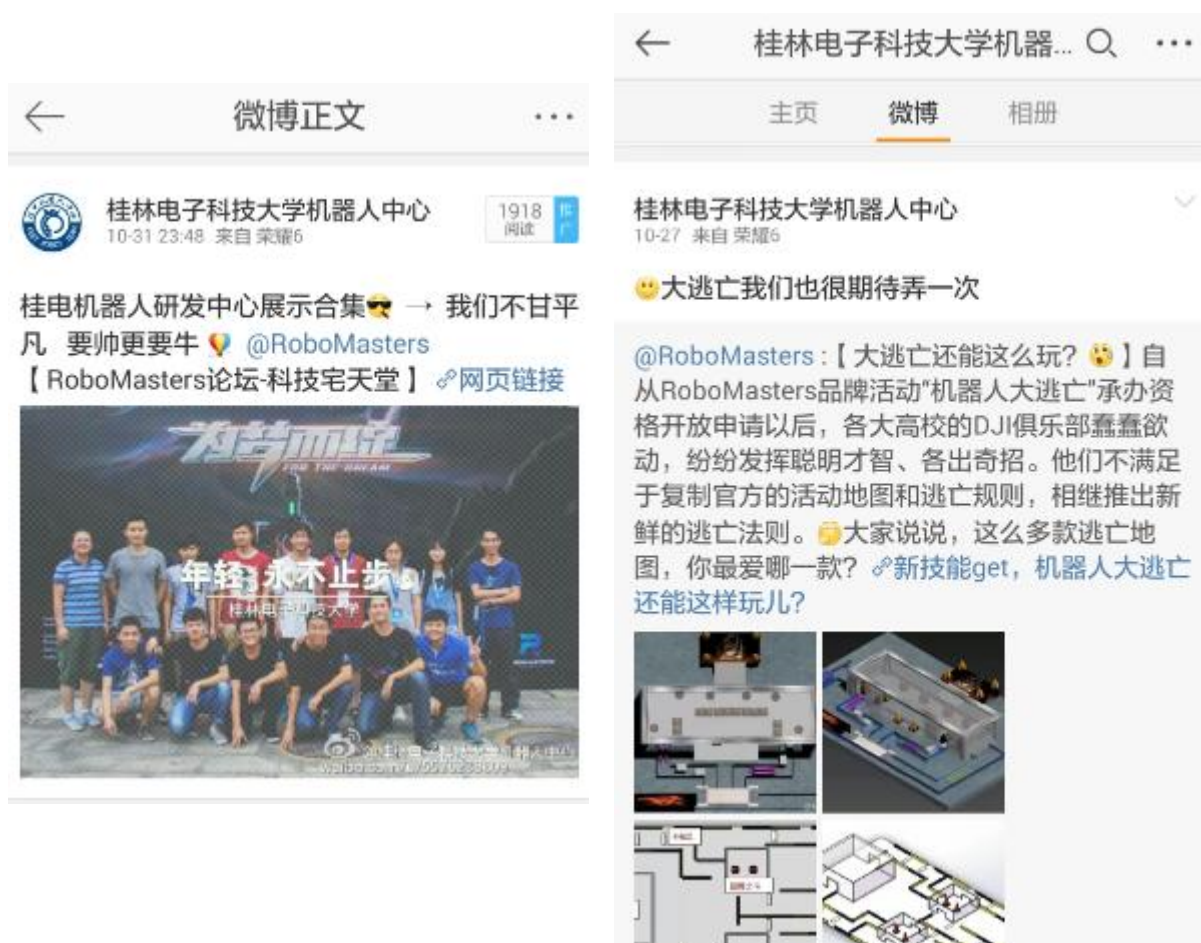 微博正文
桂林电子科技大学机器人中心
10-31 23:48 来自 荣耀6
1918
阅读
推广
桂电机器人研发中心展示合集 → 我们不甘平
凡 要帅更要牛 @RoboMasters
【RoboMasters论坛-科技宅天堂】 网页链接
为梦而战
FOR THE DREAM
年轻,永不止步。
桂林电子科技大学
桂林电子科技大学机器... 
主页 微博 相册
桂林电子科技大学机器人中心
10-27 来自 荣耀6
大逃亡我们也很期待弄一次
@RoboMasters :【大逃亡还能这么玩? 】自
从RoboMasters品牌活动"机器人大逃亡"承办资
格开放申请以后,各大高校的DJI俱乐部蠢蠢欲
动,纷纷发挥聪明才智、各出奇招。他们不满足
于复制官方的活动地图和逃亡规则,相继推出新
鲜的逃亡法则。大家说说,这么多款逃亡地
图,你最爱哪一款? 新技能get,机器人大逃亡
还能这样玩儿?